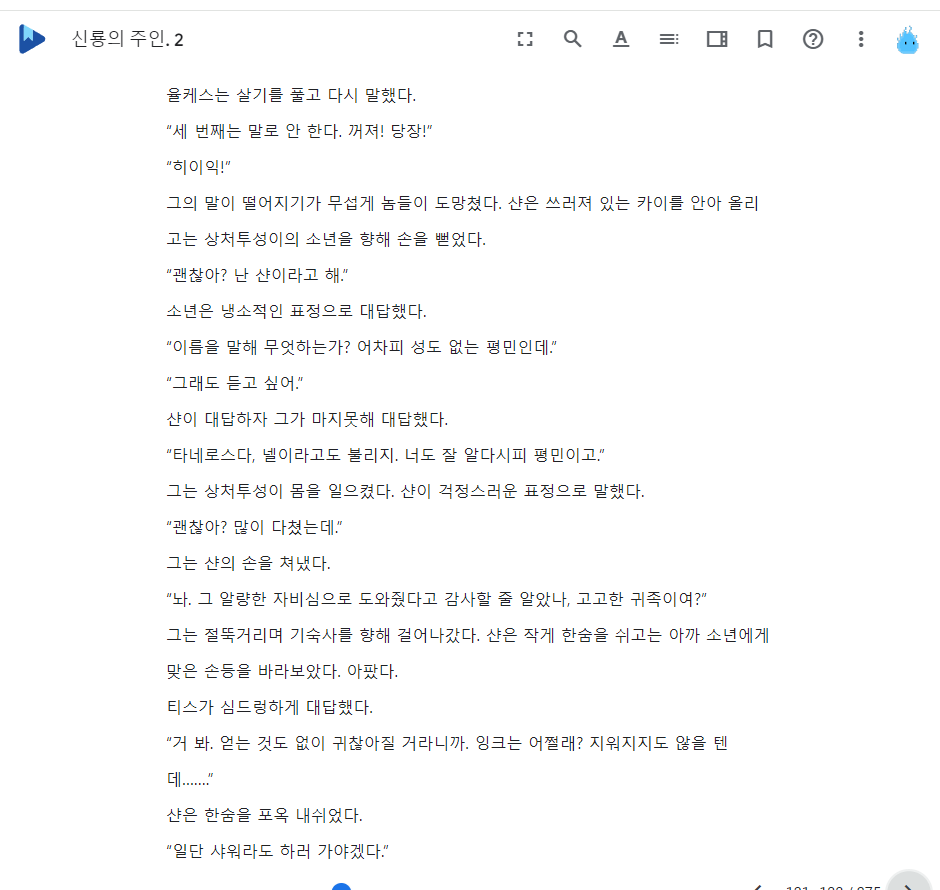 신룡의 주인. 2
율케스는 살기를 풀고 다시 말했다.
“세 번째는 말로 안 한다. 꺼져! 당장!”
“히이익!”
그의 말이 떨어지기가 무섭게 놈들이 도망쳤다. 샨은 쓰러져 있는 카이를 안아 올리
고는 상처투성이의 소년을 향해 손을 뻗었다.
“괜찮아? 난 샨이라고 해.”
소년은 냉소적인 표정으로 대답했다.
“이름을 말해 무엇하는가? 어차피 성도 없는 평민인데.”
“그래도 듣고 싶어.”
샨이 대답하자 그가 마지못해 대답했다.
“타네로스다, 넬이라고도 불리지. 너도 잘 알다시피 평민이고.”
그는 상처투성이 몸을 일으켰다. 샨이 걱정스러운 표정으로 말했다.
“괜찮아? 많이 다쳤는데.”
그는 샨의 손을 쳐냈다.
“놔. 그 알량한 자비심으로 도와줬다고 감사할 줄 알았나, 고고한 귀족이여?”
그는 절뚝거리며 기숙사를 향해 걸어나갔다. 샨은 작게 한숨을 쉬고는 아까 소년에게
맞은 손등을 바라보았다. 아팠다.
티스가 심드렁하게 대답했다.
“거 봐. 얻는 것도 없이 귀찮아질 거라니까. 잉크는 어쩔래? 지워지지도 않을 텐
데…….”
샨은 한숨을 포옥 내쉬었다.
“일단 샤워라도 하러 가야겠다.”